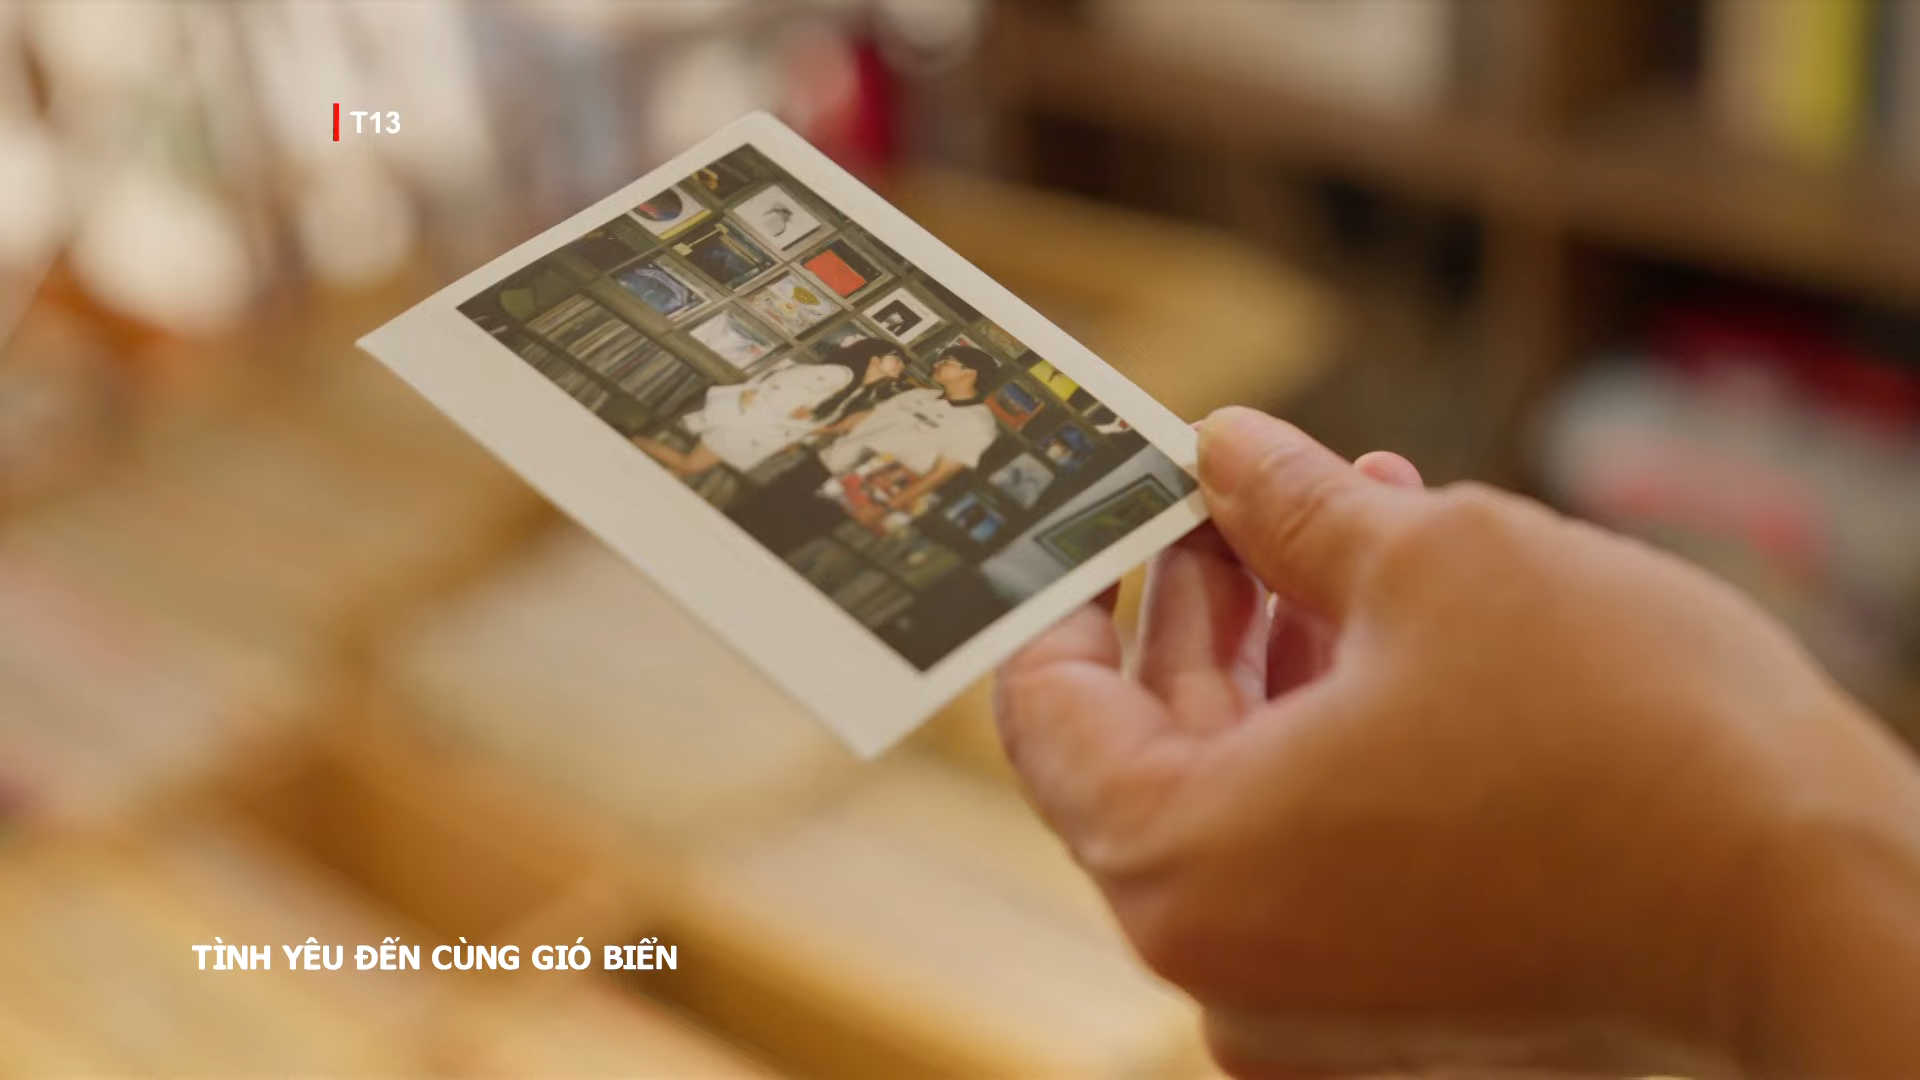 T13
TÌNH YÊU ĐẾN CÙNG GIÓ BIỂN